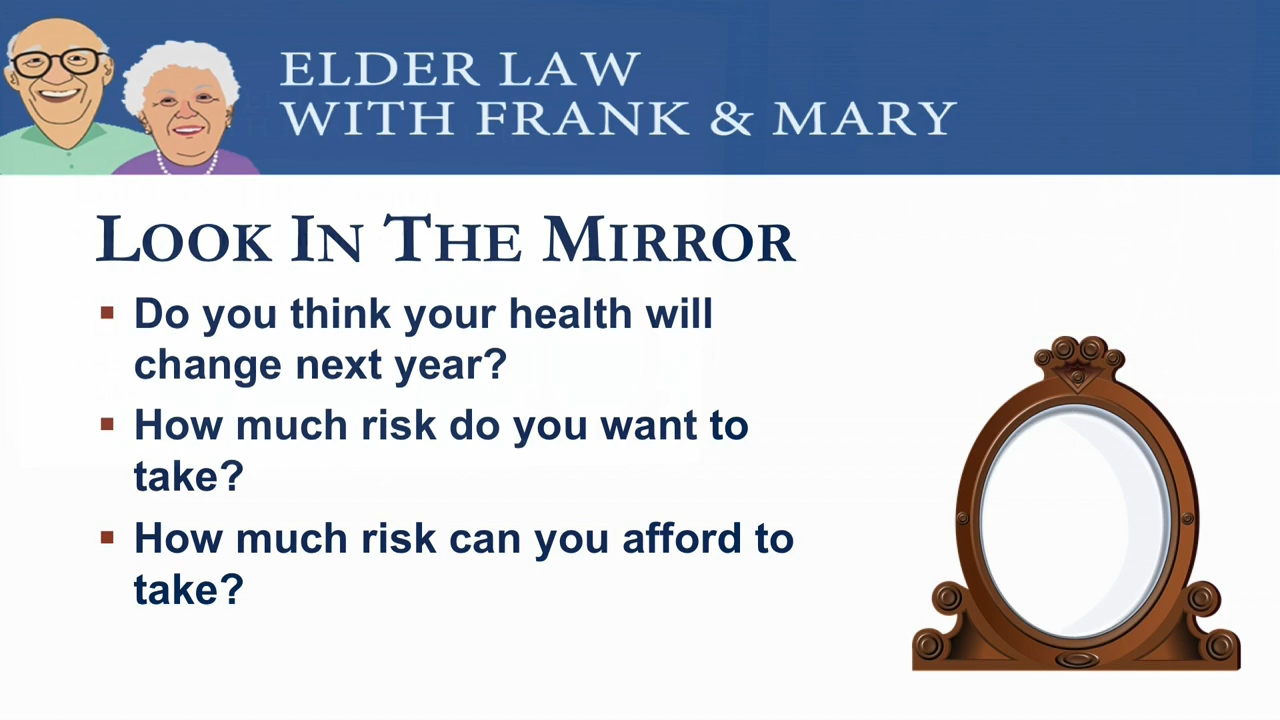 ELDER LAW
WITH FRANK & MARY
LOOK IN THE MIRROR
▪ Do you think your health will
change next year?
▪ How much risk do you want to
take?
▪ How much risk can you afford to
take?